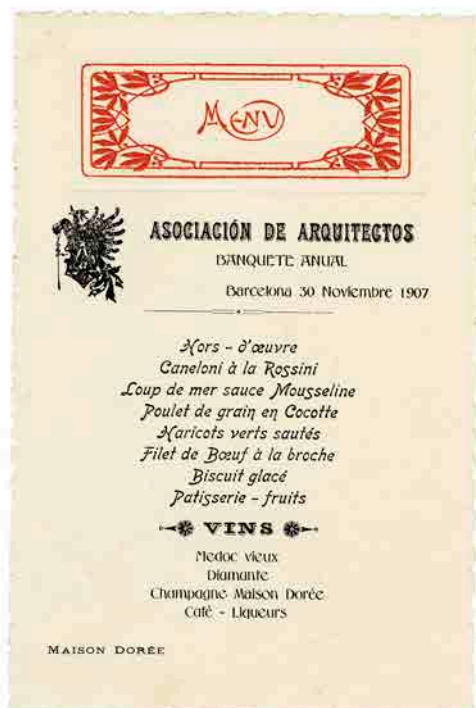 MENU
ASOCIACIÓN DE ARQUITECTOS
BANQUETE ANUAL
Barcelona 30 Noviembre 1907
Hors - d'œuvre
Caneloni à la Rossini
Loup de mer sauce Mousseline
Poulet de grain en Cocotte
Haricots verts sautés
Filet de Bœuf à la broche
Biscuit glacé
Patisserie - fruits
VINS
Medoc vieux
Diamante
Champagne Maison Dorée
Café - Liqueurs
MAISON DORÉE